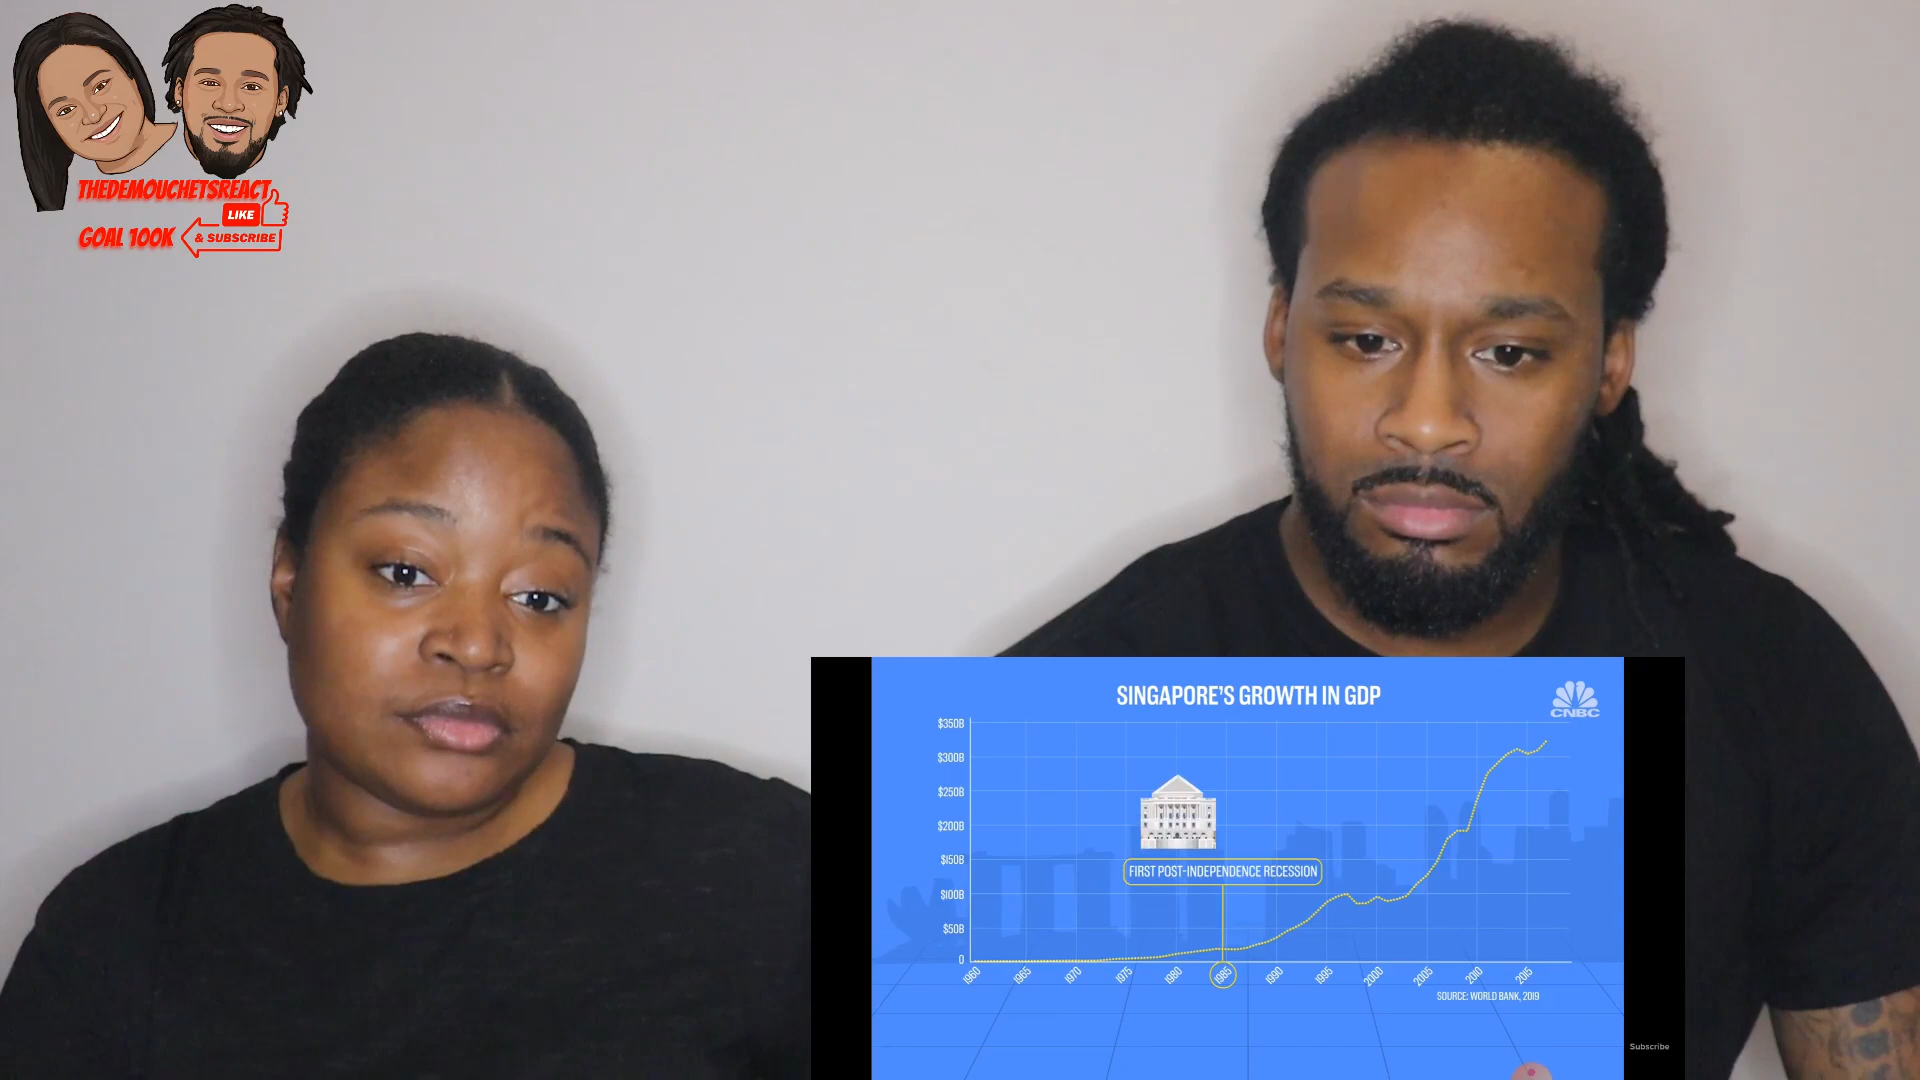 THEDEMOUCHETSREACT
LIKE
GOAL 100K
& SUBSCRIBE
SINGAPORE'S GROWTH IN GDP
CNBC
$350B
$300B
$250B
$200B
$150B
$100B
$50B
0
FIRST POST-INDEPENDENCE RECESSION
1960
1965
1970
1975
1980
1985
1990
1995
2000
2005
2010
2015
SOURCE: WORLD BANK, 2019
Subscribe